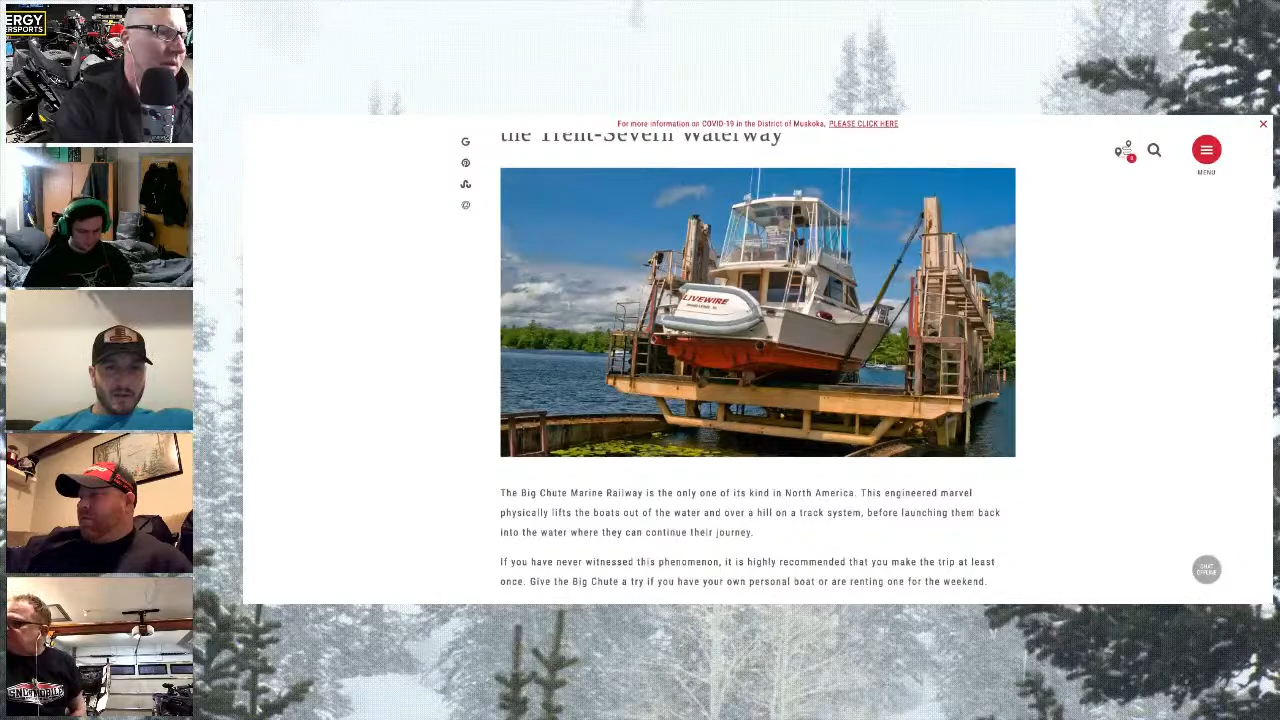 ERGY
ERSPORTS
For more information on COVID-19 in the District of Muskoka, PLEASE CLICK HERE
the Trent-Severn Waterway
MENU
LIVEWIRE
The Big Chute Marine Railway is the only one of its kind in North America. This engineered marvel
physically lifts the boats out of the water and over a hill on a track system, before launching them back
into the water where they can continue their journey.
If you have never witnessed this phenomenon, it is highly recommended that you make the trip at least
once. Give the Big Chute a try if you have your own personal boat or are renting one for the weekend.
CHAT
OFFLINE
SNOWMOBILE